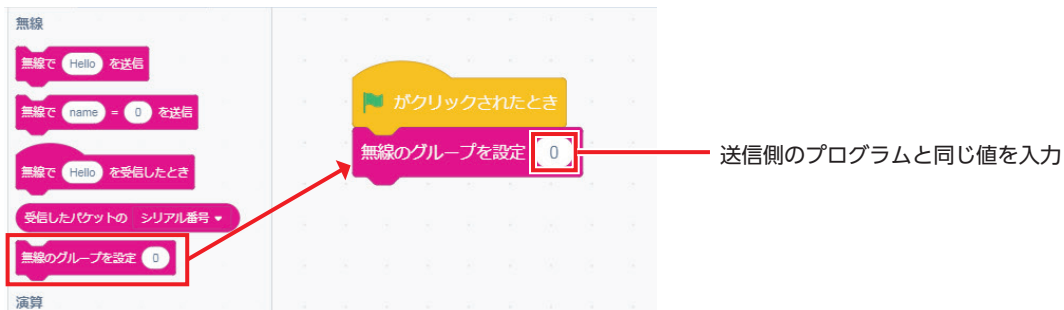 無線
無線で Hello を送信
無線で name = 0 を送信
無線で Hello を受信したとき
受信したパケットの シリアル番号
無線のグループを設定 0
演算
がクリックされたとき
無線のグループを設定 0
送信側のプログラムと同じ値を入力